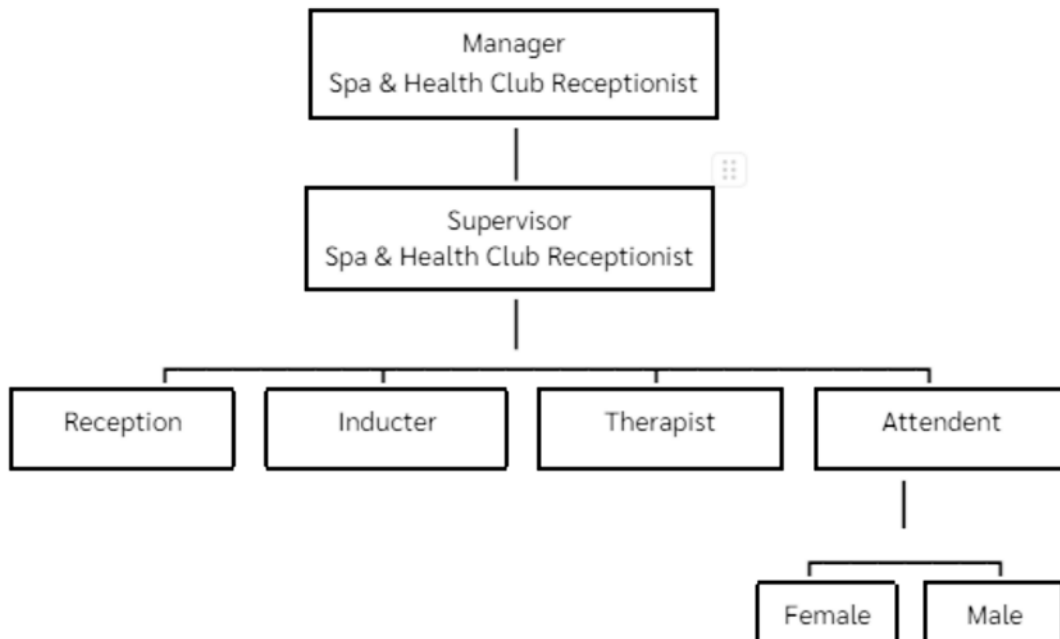 Manager
Spa & Health Club Receptionist
Supervisor
Spa & Health Club Receptionist
Reception
Inducter
Therapist
Attendent
Female
Male